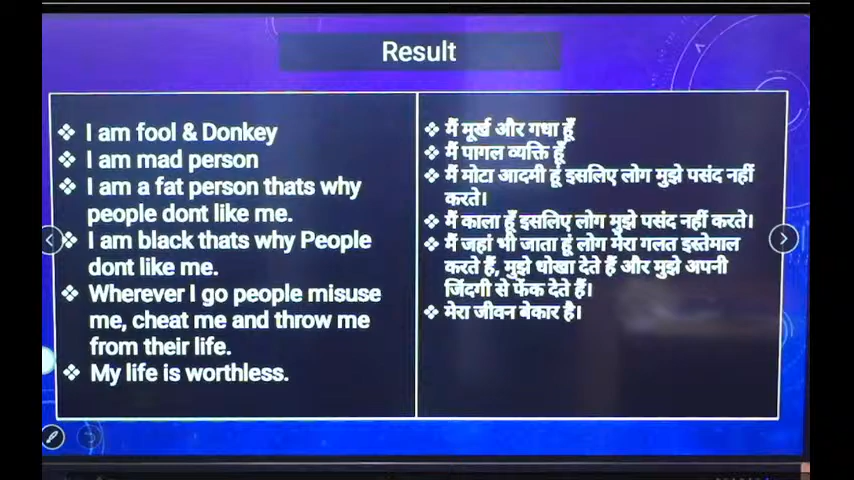 Result
❖ I am fool & Donkey
❖ I am mad person
❖ I am a fat person thats why
people dont like me.
❖ I am black thats why People
dont like me.
❖ Wherever I go people misuse
me, cheat me and throw me
from their life.
❖ My life is worthless.
❖ मैं मूर्ख और गधा हूँ
❖ मैं पागल व्यक्ति हूँ
❖ मैं मोटा आदमी हूं इसलिए लोग मुझे पसंद नहीं
करते।
❖ मैं काला हूँ इसलिए लोग मुझे पसंद नहीं करते।
❖ मैं जहां भी जाता हूं लोग मेरा गलत इस्तेमाल
करते हैं, मुझे धोखा देते हैं और मुझे अपनी
जिंदगी से फेंक देते हैं।
❖ मेरा जीवन बेकार है।